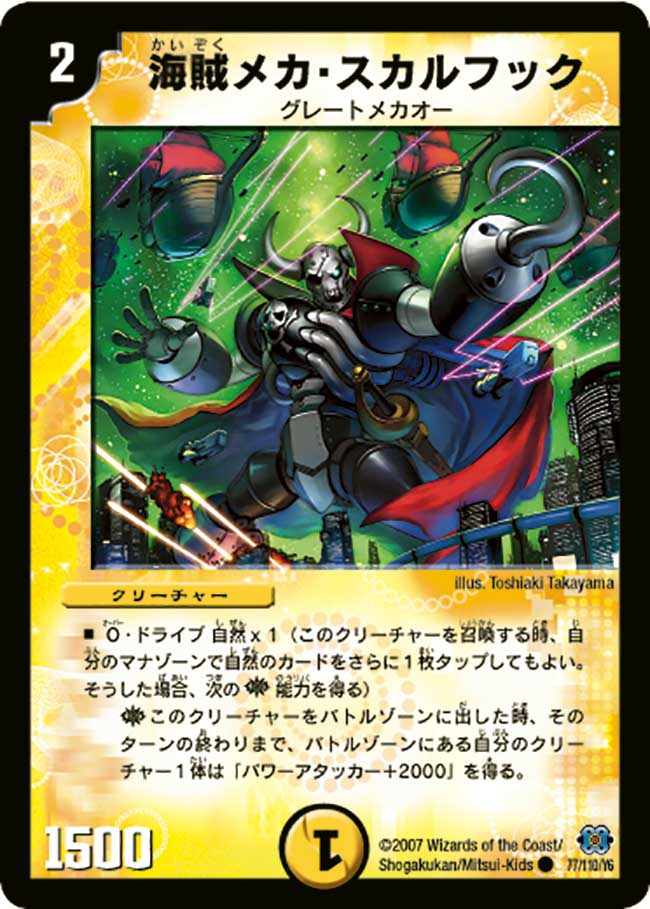 2
海賊メカ・スカルフック
グレートメカオー
illus. Toshiaki Takayama
クリーチャー
■ O・ドライブ 自然x1（このクリーチャーを召喚する時、自
分のマナゾーンで自然のカードをさらに1枚タップしてもよい。
そうした場合、次の 能力を得る）
このクリーチャーをバトルゾーンに出した時、その
ターンの終わりまで、バトルゾーンにある自分のクリー
チャー1体は「パワーアタッカー+2000」を得る。
1500
1
©2007 Wizards of the Coast/
Shogakukan/Mitsui-Kids ● 77/110/Y6